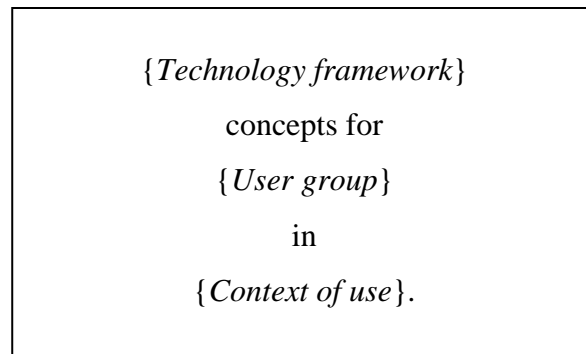 {Technology framework}
concepts for
{User group}
in
{Context of use}.